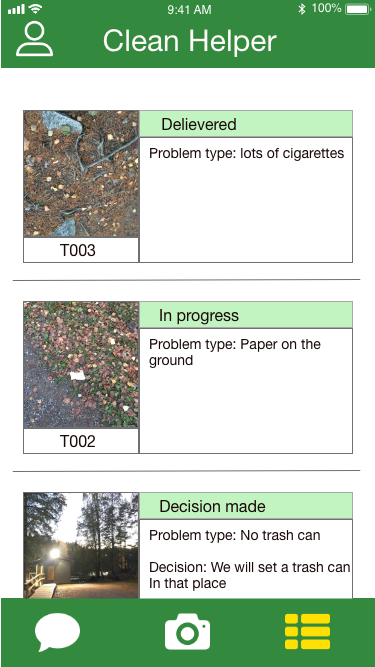 9:41 AM
100%
Clean Helper
Delievered
Problem type: lots of cigarettes
T003
In progress
Problem type: Paper on the
ground
T002
Decision made
Problem type: No trash can
Decision: We will set a trash can
In that place